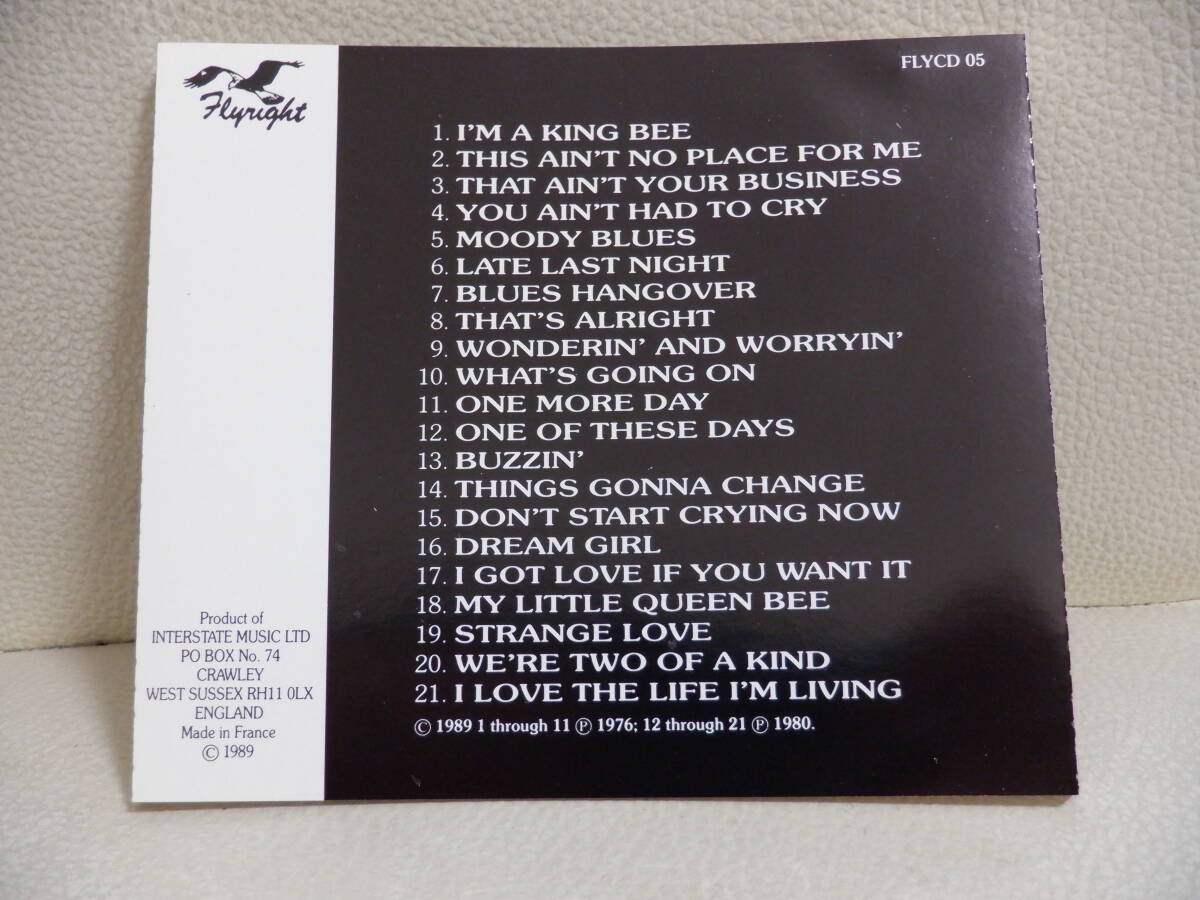 Flyright
FLYCD 05
1. I'M A KING BEE
2. THIS AIN'T NO PLACE FOR ME
3. THAT AIN'T YOUR BUSINESS
4. YOU AIN'T HAD TO CRY
5. MOODY BLUES
6. LATE LAST NIGHT
7. BLUES HANGOVER
8. THAT'S ALRIGHT
9. WONDERIN' AND WORRYIN'
10. WHAT'S GOING ON
11. ONE MORE DAY
12. ONE OF THESE DAYS
13. BUZZIN'
14. THINGS GONNA CHANGE
15. DON'T START CRYING NOW
16. DREAM GIRL
17. I GOT LOVE IF YOU WANT IT
18. MY LITTLE QUEEN BEE
19. STRANGE LOVE
20. WE'RE TWO OF A KIND
21. I LOVE THE LIFE I'M LIVING
© 1989 1 through 11 ℗ 1976; 12 through 21 ℗ 1980.
Product of
INTERSTATE MUSIC LTD
PO BOX No. 74
CRAWLEY
WEST SUSSEX RH11 0LX
ENGLAND
Made in France
© 1989